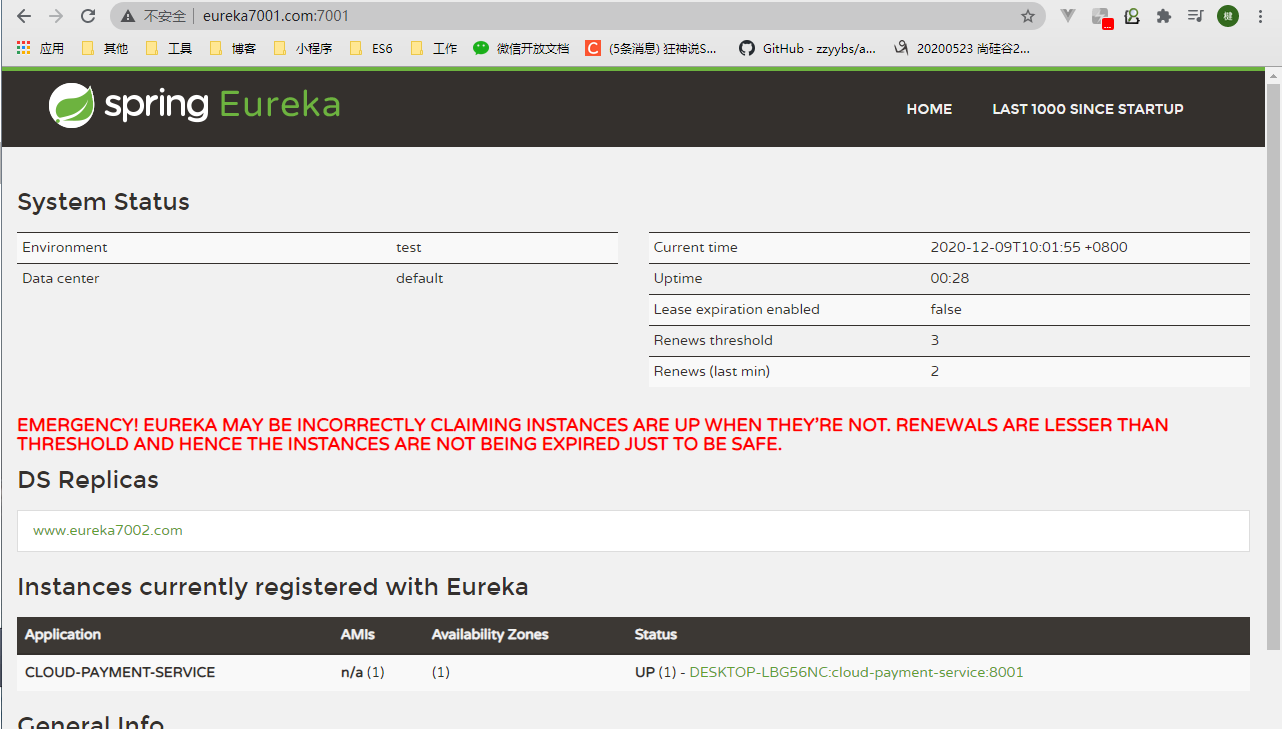 不安全 eureka7001.com:7001
应用 其他 工具 博客 小程序 ES6 工作 微信开放文档 C (5条消息) 狂神说S... GitHub - zzyybs/a... 20200523 尚硅谷2...
spring Eureka
HOME LAST 1000 SINCE STARTUP
System Status
Environment test
Data center default
Current time 2020-12-09T10:01:55 +0800
Uptime 00:28
Lease expiration enabled false
Renews threshold 3
Renews (last min) 2
EMERGENCY! EUREKA MAY BE INCORRECTLY CLAIMING INSTANCES ARE UP WHEN THEY'RE NOT. RENEWALS ARE LESSER THAN
THRESHOLD AND HENCE THE INSTANCES ARE NOT BEING EXPIRED JUST TO BE SAFE.
DS Replicas
www.eureka7002.com
Instances currently registered with Eureka
Application AMIs Availability Zones Status
CLOUD-PAYMENT-SERVICE n/a (1) (1) UP (1) - DESKTOP-LBG56NC:cloud-payment-service:8001
General Info